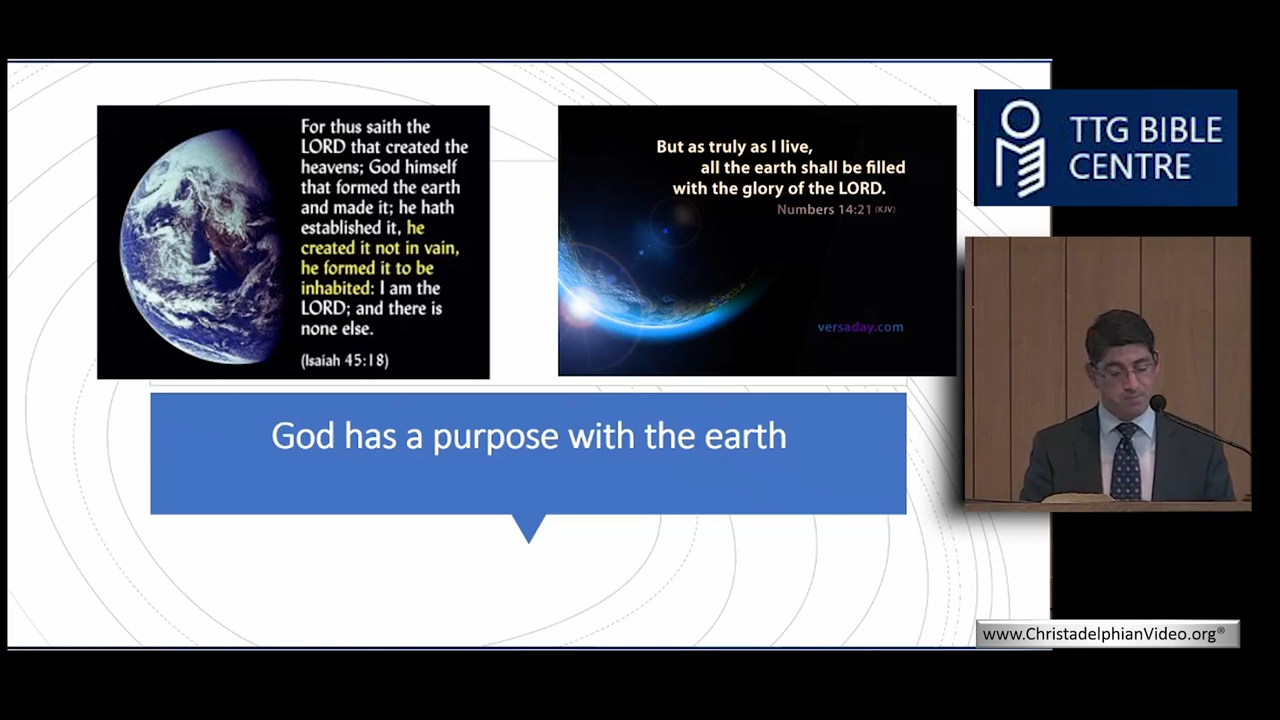 For thus saith the
LORD that created the
heavens; God himself
that formed the earth
and made it; he hath
established it, he
created it not in vain,
he formed it to be
inhabited: I am the
LORD; and there is
none else.
(Isaiah 45:18)
But as truly as I live,
all the earth shall be filled
with the glory of the LORD.
Numbers 14:21 (KJV)
versaday.com
God has a purpose with the earth
TTG BIBLE
CENTRE
www.ChristadelphianVideo.org®